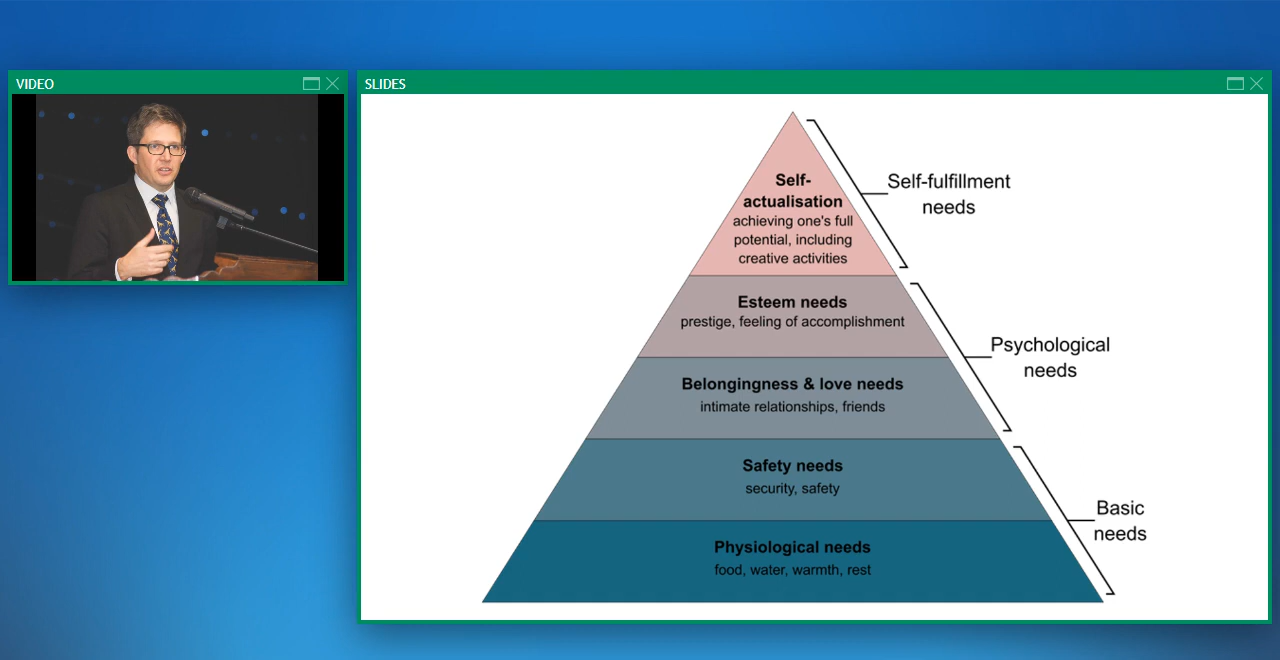 VIDEO
SLIDES
Self-
actualisation
achieving one's full
potential, including
creative activities
Self-fulfillment
needs
Esteem needs
prestige, feeling of accomplishment
Psychological
needs
Belongingness & love needs
intimate relationships, friends
Safety needs
security, safety
Basic
needs
Physiological needs
food, water, warmth, rest